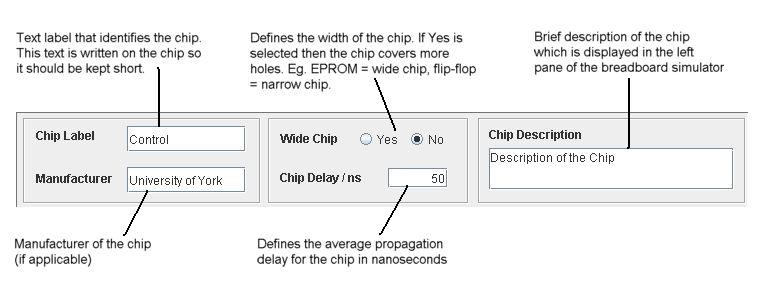 Text label that identifies the chip.
This text is written on the chip so
it should be kept short.
Defines the width of the chip. If Yes is
selected then the chip covers more
holes. Eg. EPROM = wide chip, flip-flop
= narrow chip.
Brief description of the chip
which is displayed in the left
pane of the breadboard simulator
Chip Label
Control
Manufacturer
University of York
Wide Chip
Yes
No
Chip Delay / ns
50
Chip Description
Description of the Chip
Manufacturer of the chip
(if applicable)
Defines the average propagation
delay for the chip in nanoseconds